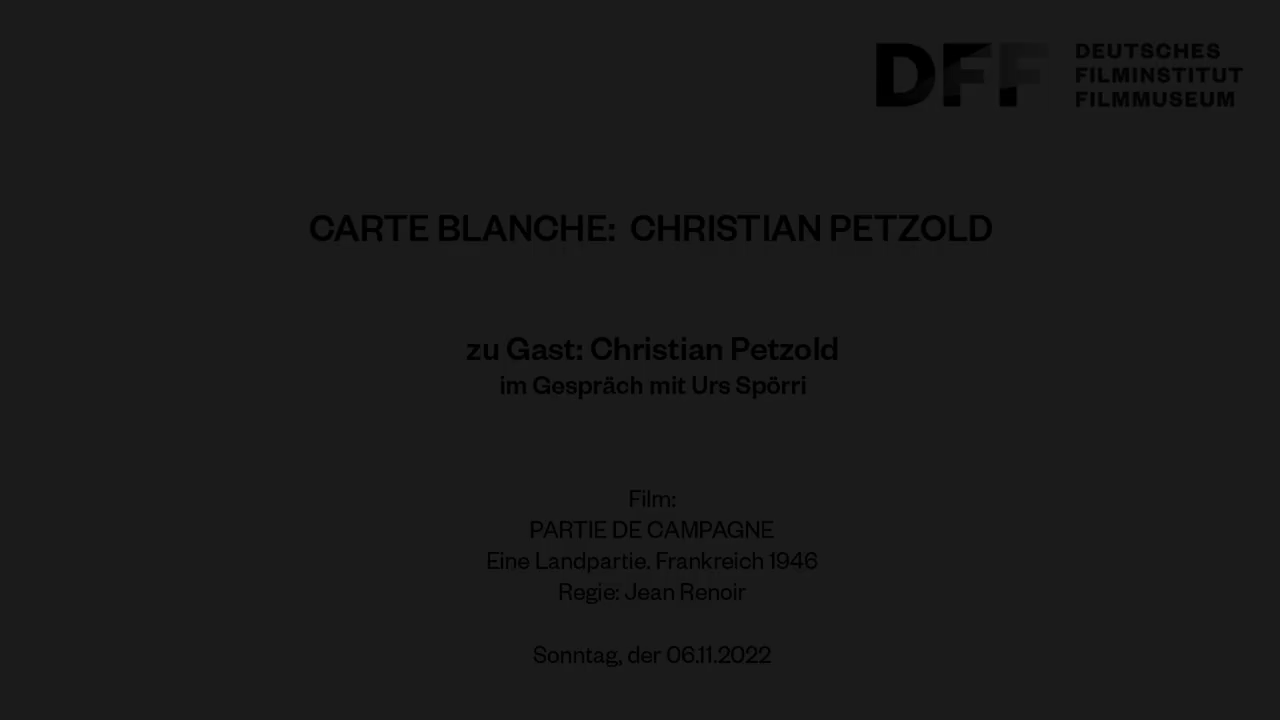 DFF DEUTSCHES
FILMINSTITUT
FILMMUSEUM
CARTE BLANCHE: CHRISTIAN PETZOLD
zu Gast: Christian Petzold
im Gespräch mit Urs Spörri
Film:
PARTIE DE CAMPAGNE
Eine Landpartie. Frankreich 1946
Regie: Jean Renoir
Sonntag, der 06.11.2022